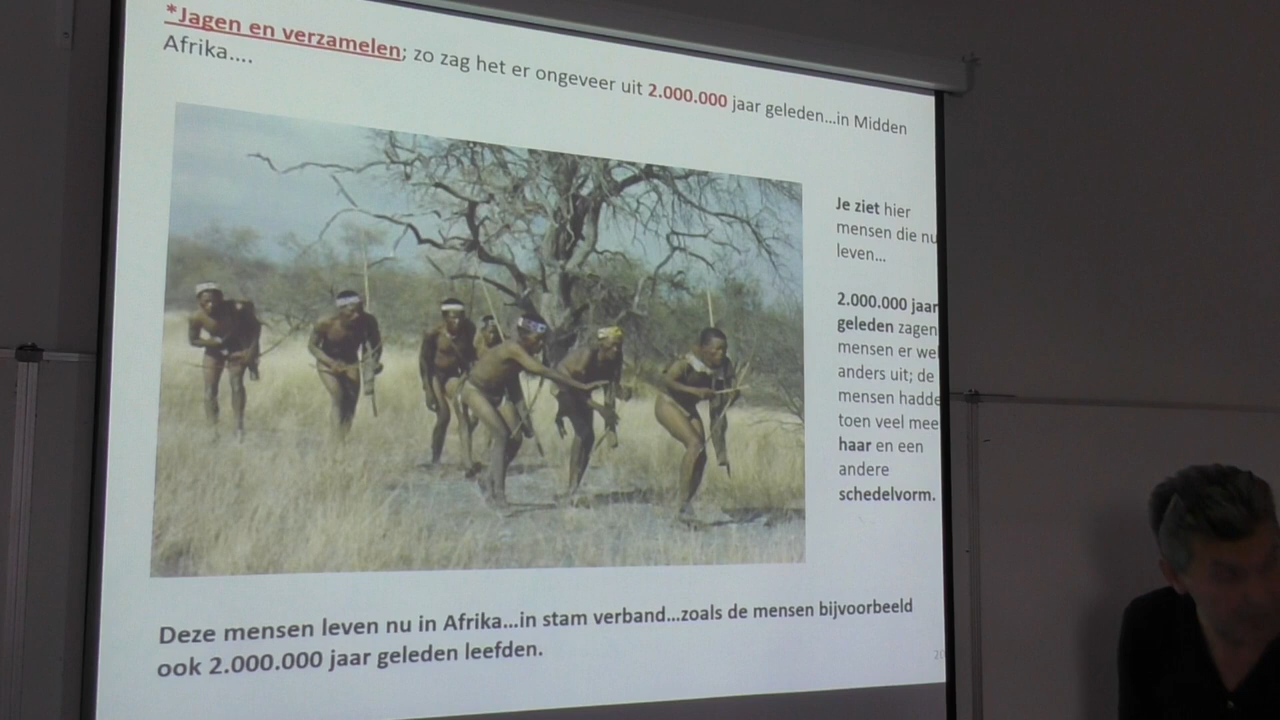 *Jagen en verzamelen; zo zag het er ongeveer uit 2.000.000 jaar geleden...in Midden
Afrika....
Je ziet hier
mensen die nu
leven...
2.000.000 jaar
geleden zagen
mensen er wel
anders uit; de
mensen hadde
toen veel mee
haar en een
andere
schedelvorm.
Deze mensen leven nu in Afrika...in stam verband...zoals de mensen bijvoorbeeld
ook 2.000.000 jaar geleden leefden.